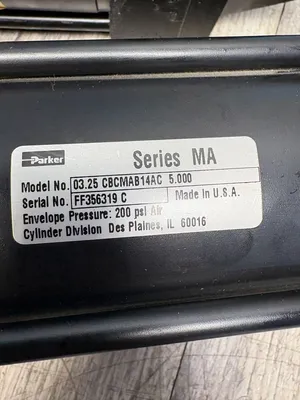 Parker
Series MA
Model No. 03.25 CBCMAB14AC 5.000
Serial No. FF356319 C Made In U.S.A.
Envelope Pressure: 200 psi Air
Cylinder Division Des Plaines, IL 60016